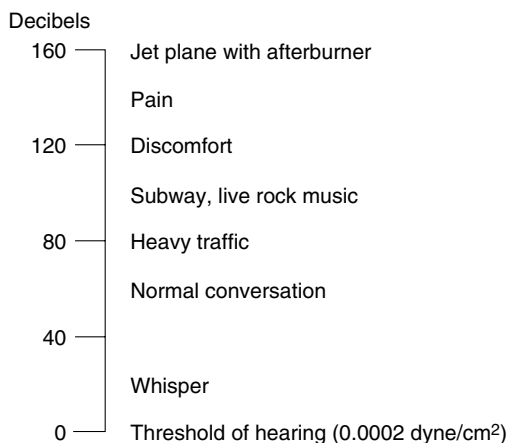 Decibels
160 Jet plane with afterburner
Pain
120 Discomfort
Subway, live rock music
80 Heavy traffic
Normal conversation
40
Whisper
0 Threshold of hearing (0.0002 dyne/cm²)